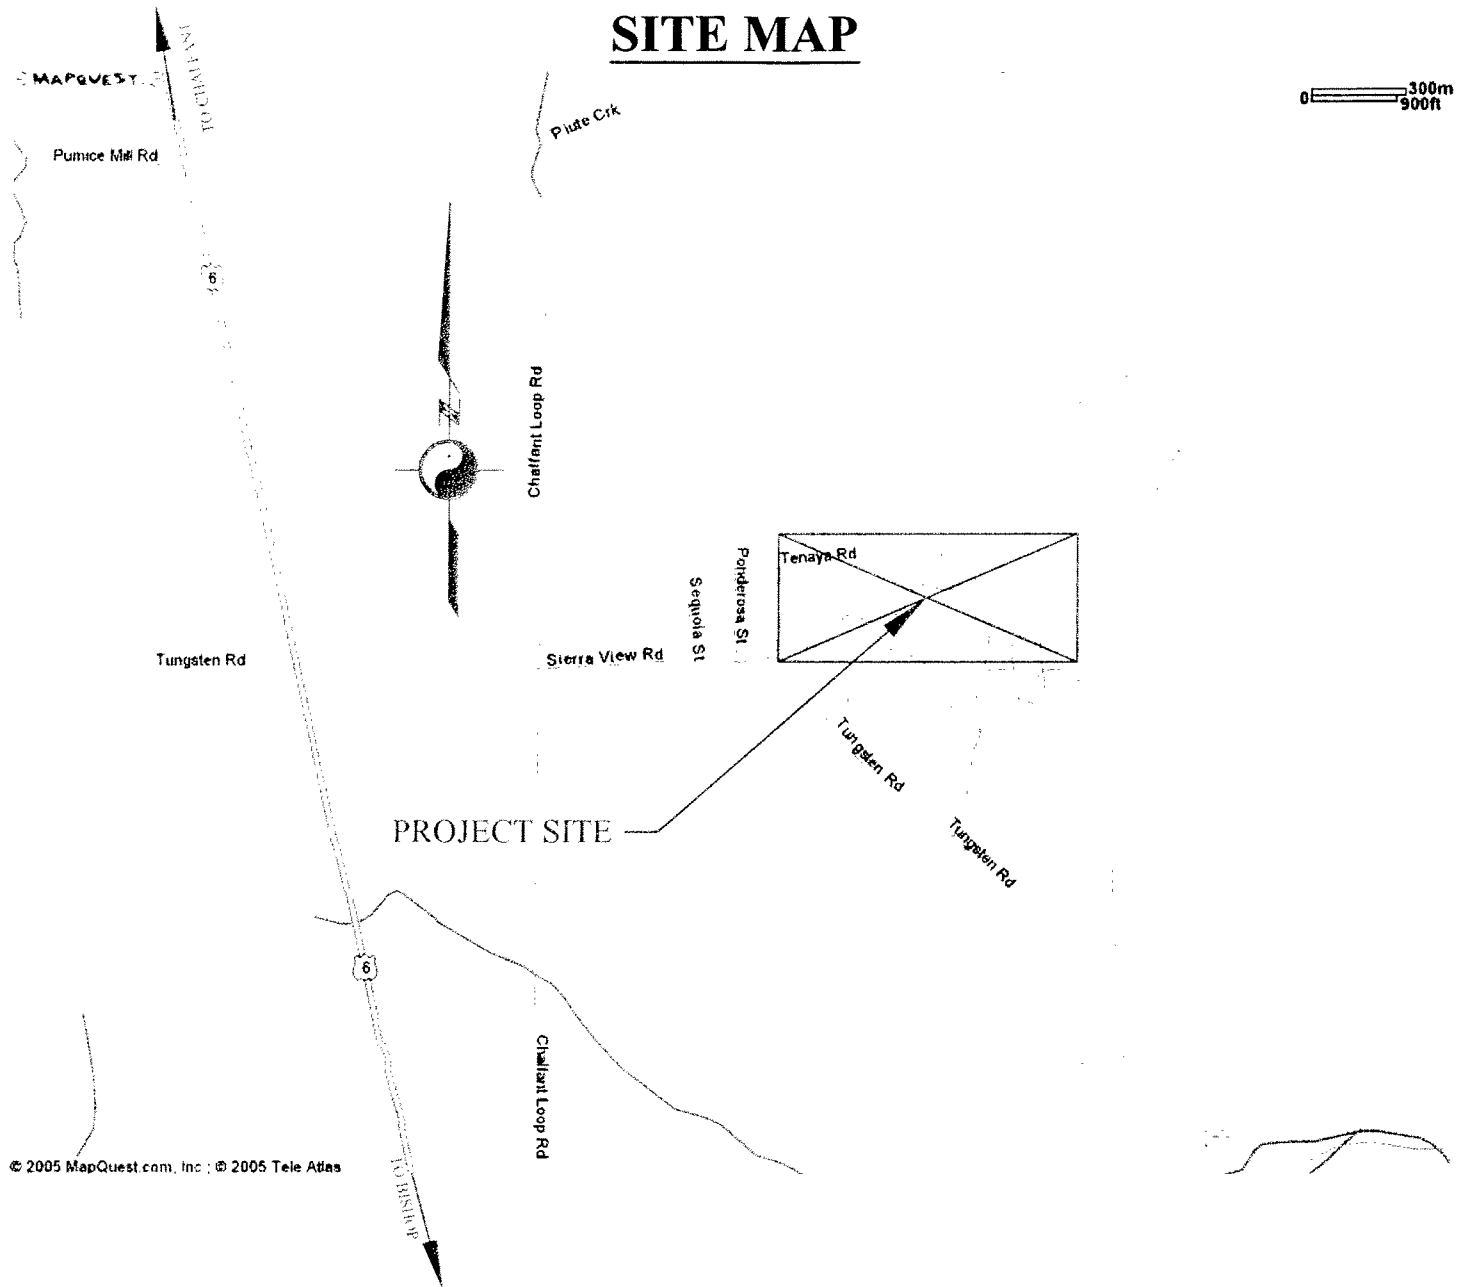 SITE MAP
MAPQUEST
300m
0
900ft
TO CHALFANT
Piute Crk
Pumice Mill Rd
6
Chalfant Loop Rd
N
Tenaya Rd
Ponderosa St
Sequoia St
Tungsten Rd
Sierra View Rd
Tungsten Rd
PROJECT SITE
Tungsten Rd
6
Chalfant Loop Rd
© 2005 MapQuest.com, Inc ; © 2005 Tele Atlas
TO BISHOP